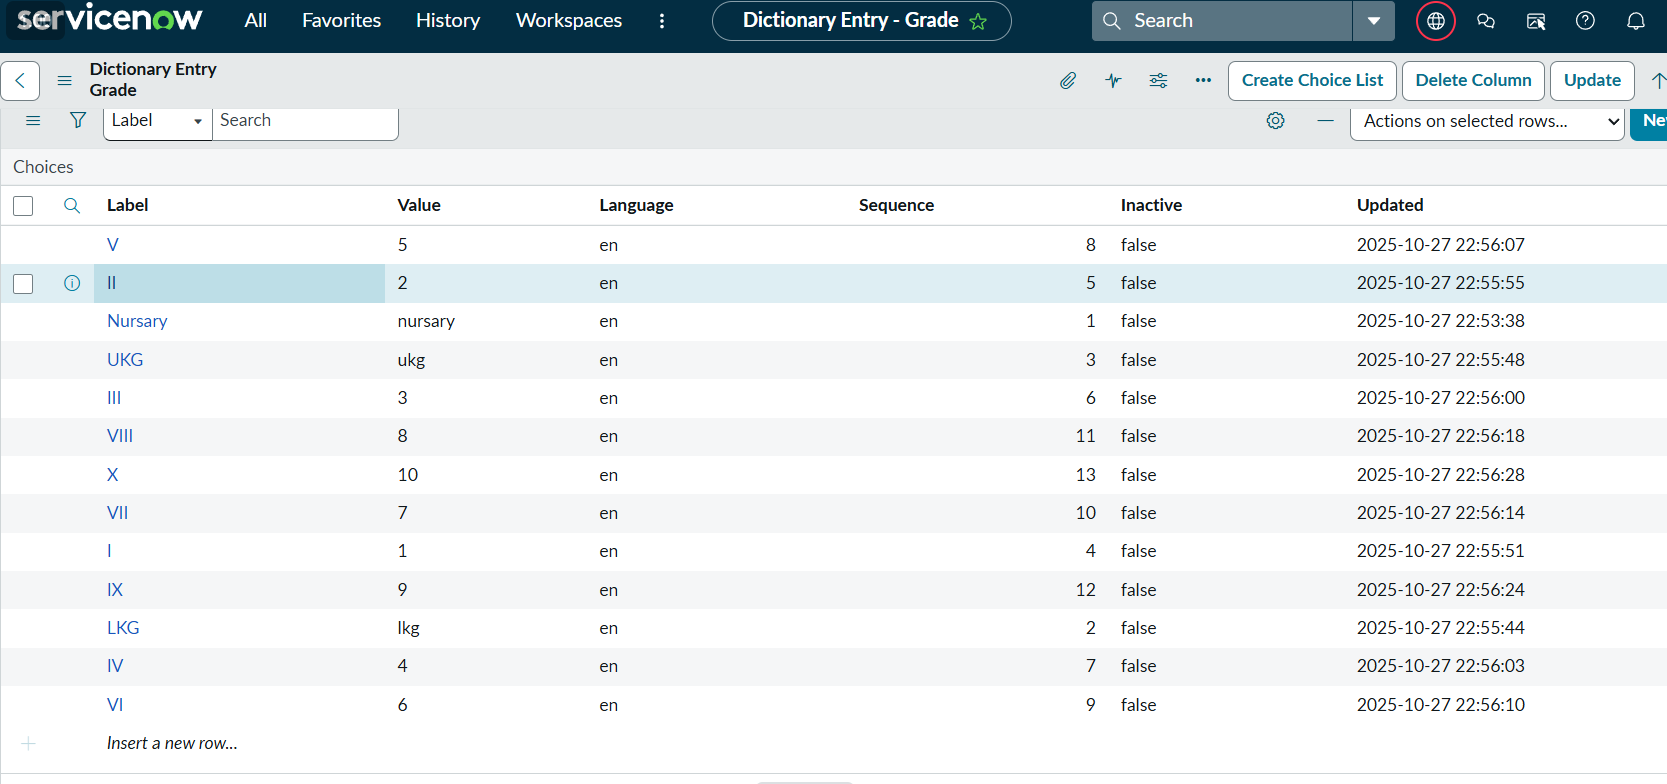 servicenow All Favorites History Workspaces Dictionary Entry - Grade Search
Dictionary Entry
Grade
Create Choice List Delete Column Update
Label Search Actions on selected rows... Ne
Choices
Label Value Language Sequence Inactive Updated
V 5 en 8 false 2025-10-27 22:56:07
II 2 en 5 false 2025-10-27 22:55:55
Nursary nursary en 1 false 2025-10-27 22:53:38
UKG ukg en 3 false 2025-10-27 22:55:48
III 3 en 6 false 2025-10-27 22:56:00
VIII 8 en 11 false 2025-10-27 22:56:18
X 10 en 13 false 2025-10-27 22:56:28
VII 7 en 10 false 2025-10-27 22:56:14
I 1 en 4 false 2025-10-27 22:55:51
IX 9 en 12 false 2025-10-27 22:56:24
LKG lkg en 2 false 2025-10-27 22:55:44
IV 4 en 7 false 2025-10-27 22:56:03
VI 6 en 9 false 2025-10-27 22:56:10
Insert a new row...